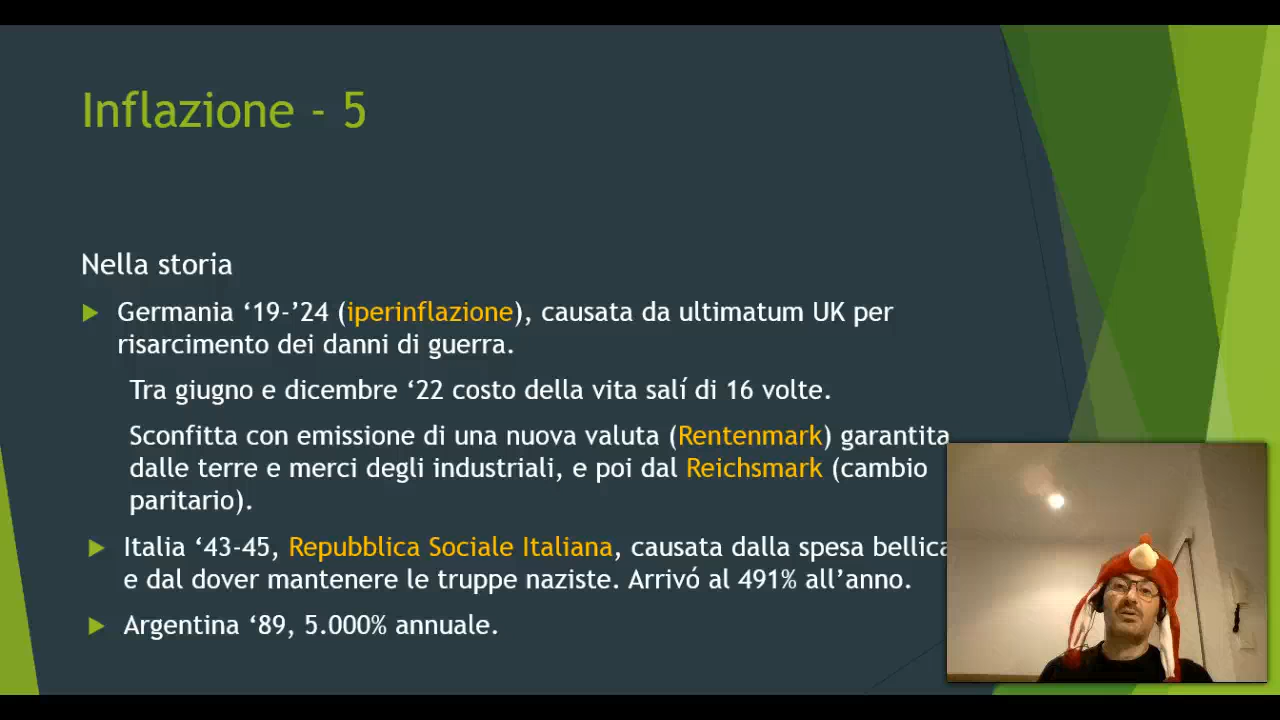 Inflazione - 5
Nella storia
Germania ‘19-’24 (iperinflazione), causata da ultimatum UK per
risarcimento dei danni di guerra.
Tra giugno e dicembre ‘22 costo della vita salí di 16 volte.
Sconfitta con emissione di una nuova valuta (Rentenmark) garantita
dalle terre e merci degli industriali, e poi dal Reichsmark (cambio
paritario).
Italia ‘43-45, Repubblica Sociale Italiana, causata dalla spesa bellica
e dal dover mantenere le truppe naziste. Arrivó al 491% all’anno.
Argentina ‘89, 5.000% annuale.